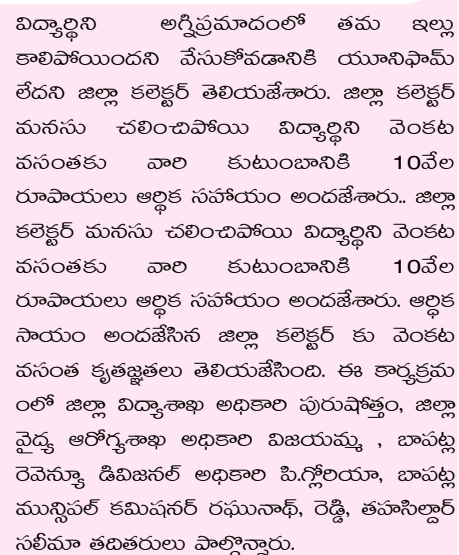 విద్యార్థిని అగ్నిప్రమాదంలో తమ ఇల్లు
కాలిపోయిందని వేసుకోవడానికి యూనిఫామ్
లేదని జిల్లా కలెక్టర్ తెలియజేశారు. జిల్లా కలెక్టర్
మనసు చలించిపోయి విద్యార్థిని వెంకట
వసంతకు వారి కుటుంబానికి 10వేల
రూపాయలు ఆర్థిక సహాయం అందజేశారు.. జిల్లా
కలెక్టర్ మనసు చలించిపోయి విద్యార్థిని వెంకట
వసంతకు వారి కుటుంబానికి 10వేల
రూపాయలు ఆర్థిక సహాయం అందజేశారు. ఆర్థిక
సాయం అందజేసిన జిల్లా కలెక్టర్ కు వెంకట
వసంత కృతజ్ఞతలు తెలియజేసింది. ఈ కార్యక్రమ
ంలో జిల్లా విద్యాశాఖ అధికారి పురుషోత్తం, జిల్లా
వైద్య ఆరోగ్యశాఖ అధికారి విజయమ్మ , బాపట్ల
రెవెన్యూ డివిజనల్ అధికారి పి.గ్లోరియా, బాపట్ల
మున్సిపల్ కమిషనర్ రఘునాథ్, రెడ్డి, తహసిల్దార్
సలీమా తదితరులు పాల్గొన్నారు.